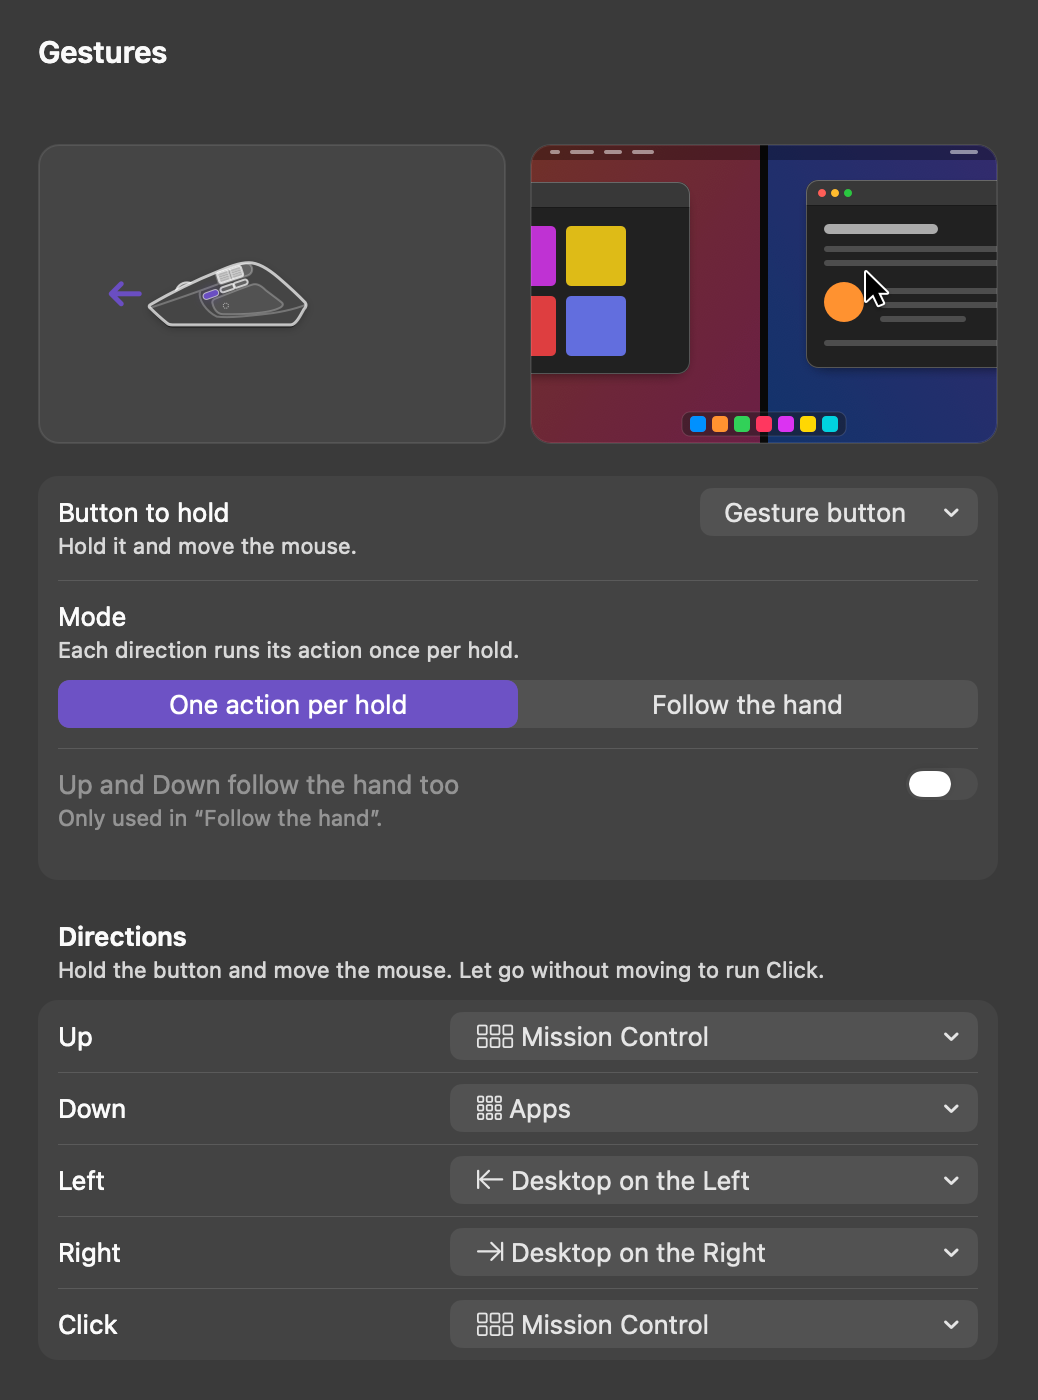 Gestures
Button to hold
Gesture button
Hold it and move the mouse.
Mode
Each direction runs its action once per hold.
One action per hold
Follow the hand
Up and Down follow the hand too
Only used in “Follow the hand”.
Directions
Hold the button and move the mouse. Let go without moving to run Click.
Up
Mission Control
Down
Apps
Left
Desktop on the Left
Right
Desktop on the Right
Click
Mission Control